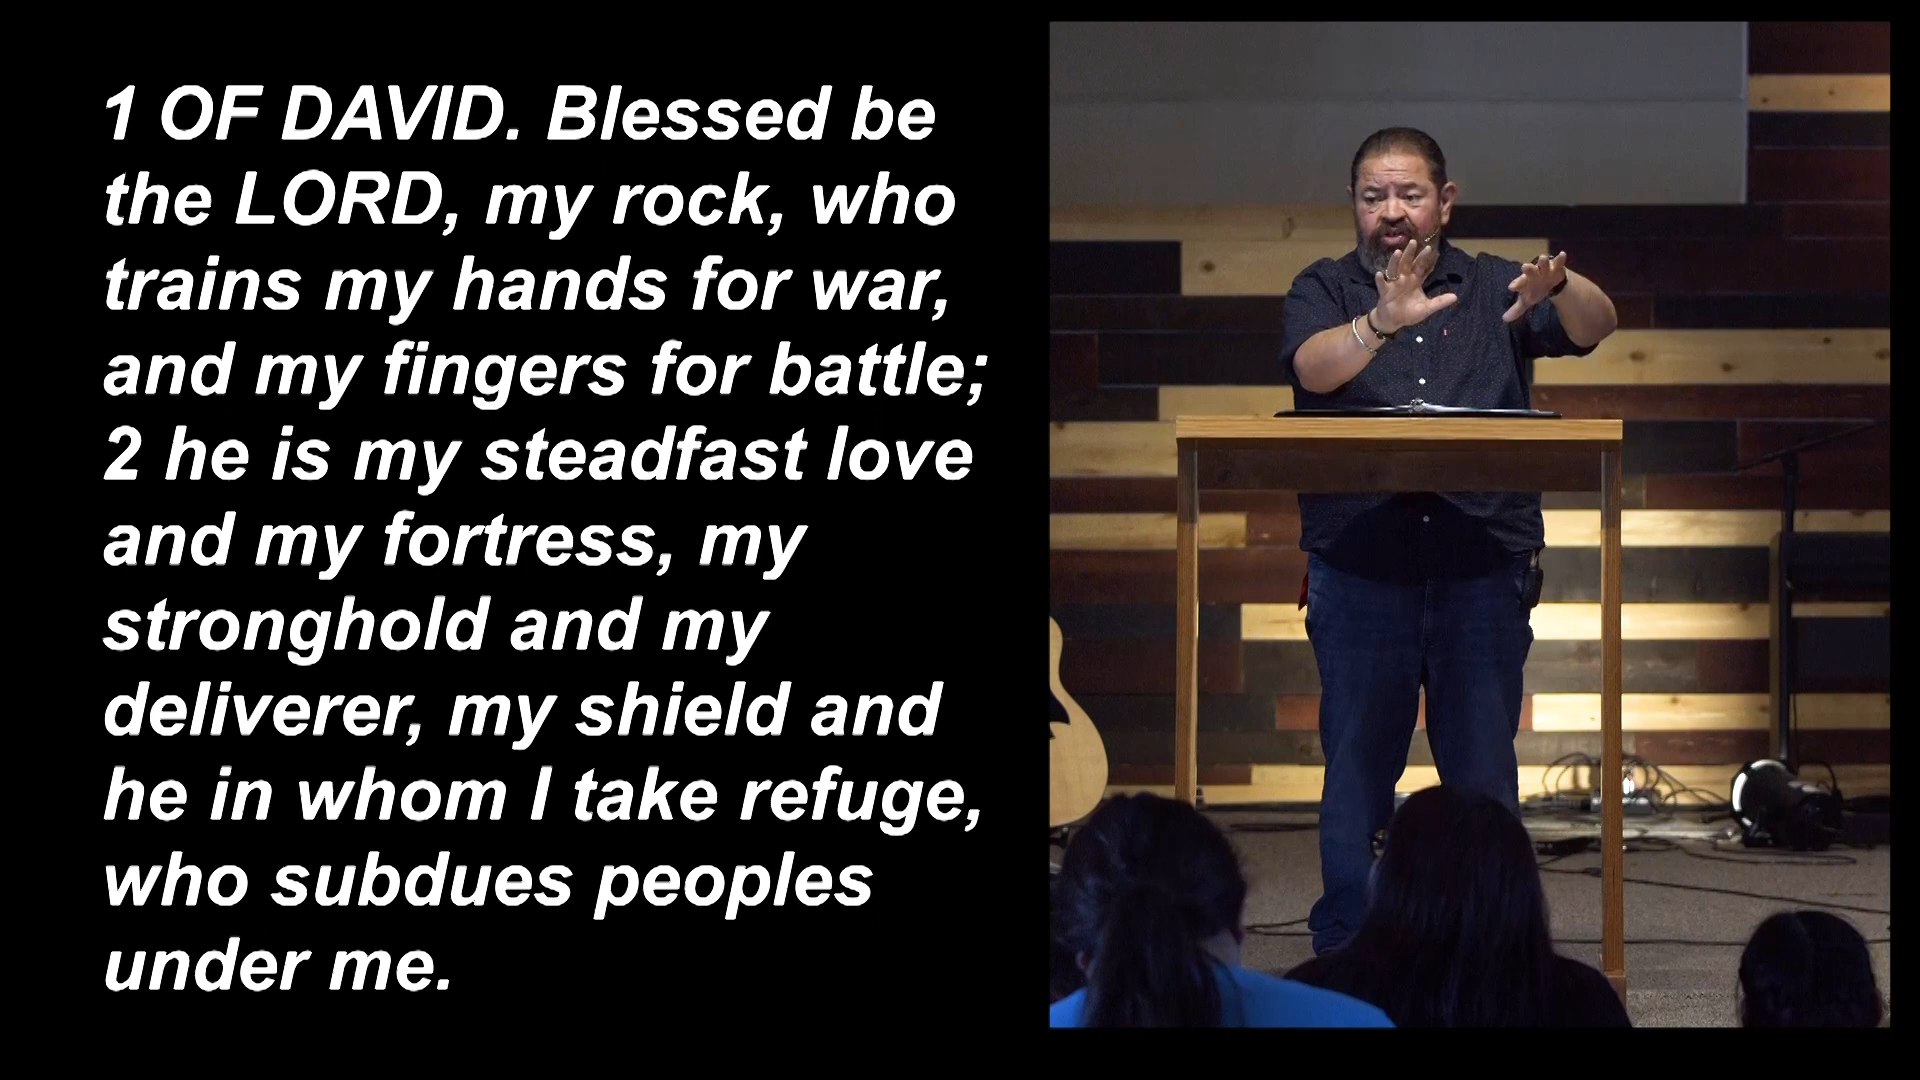 1 OF DAVID. Blessed be
the LORD, my rock, who
trains my hands for war,
and my fingers for battle;
2 he is my steadfast love
and my fortress, my
stronghold and my
deliverer, my shield and
he in whom I take refuge,
who subdues peoples
under me.